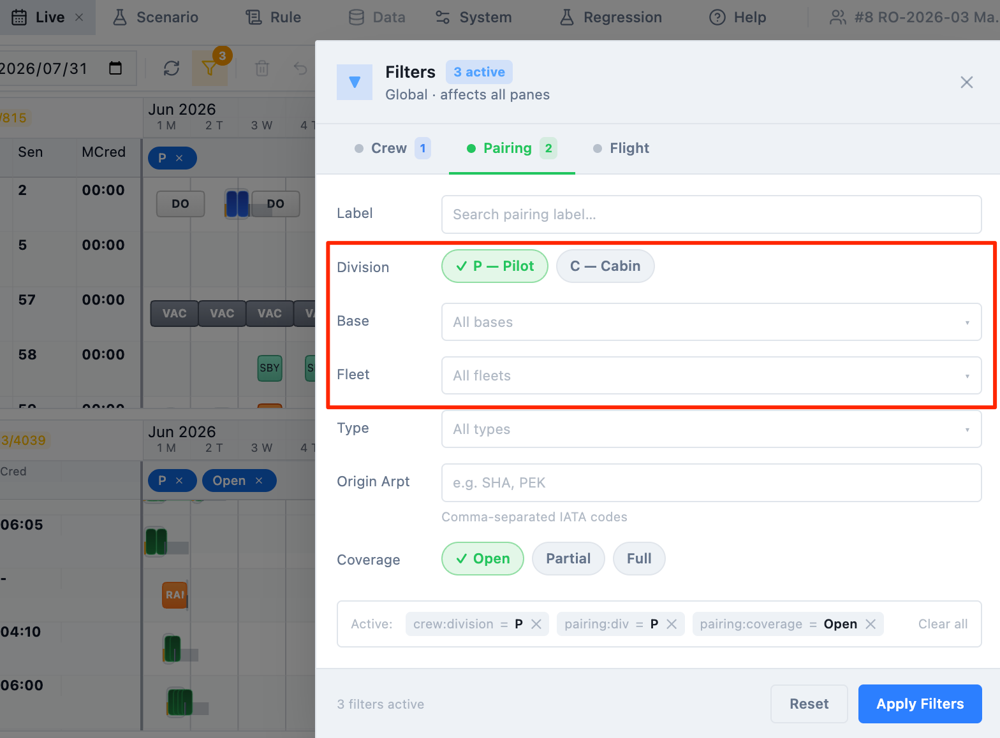 Live
Scenario
Rule
Data
System
Regression
Help
#8 RO-2026-03 Ma.
2026/07/31
3
/815
Jun 2026
1 M 2 T 3 W 4 T
Sen MCred
P ×
2 00:00
DO
DO
5 00:00
57 00:00
VAC VAC VAC VA
58 00:00
SBY
59 00:00
3/4039
Jun 2026
1 M 2 T 3 W 4 T
Cred
P × Open ×
06:05
-
RAI
04:10
06:00
Filters 3 active
Global · affects all panes
Crew 1 Pairing 2 Flight
Label Search pairing label...
Division ✓ P — Pilot C — Cabin
Base All bases
Fleet All fleets
Type All types
Origin Arpt e.g. SHA, PEK
Comma-separated IATA codes
Coverage ✓ Open Partial Full
Active: crew:division = P × pairing:div = P × pairing:coverage = Open × Clear all
3 filters active Reset Apply Filters